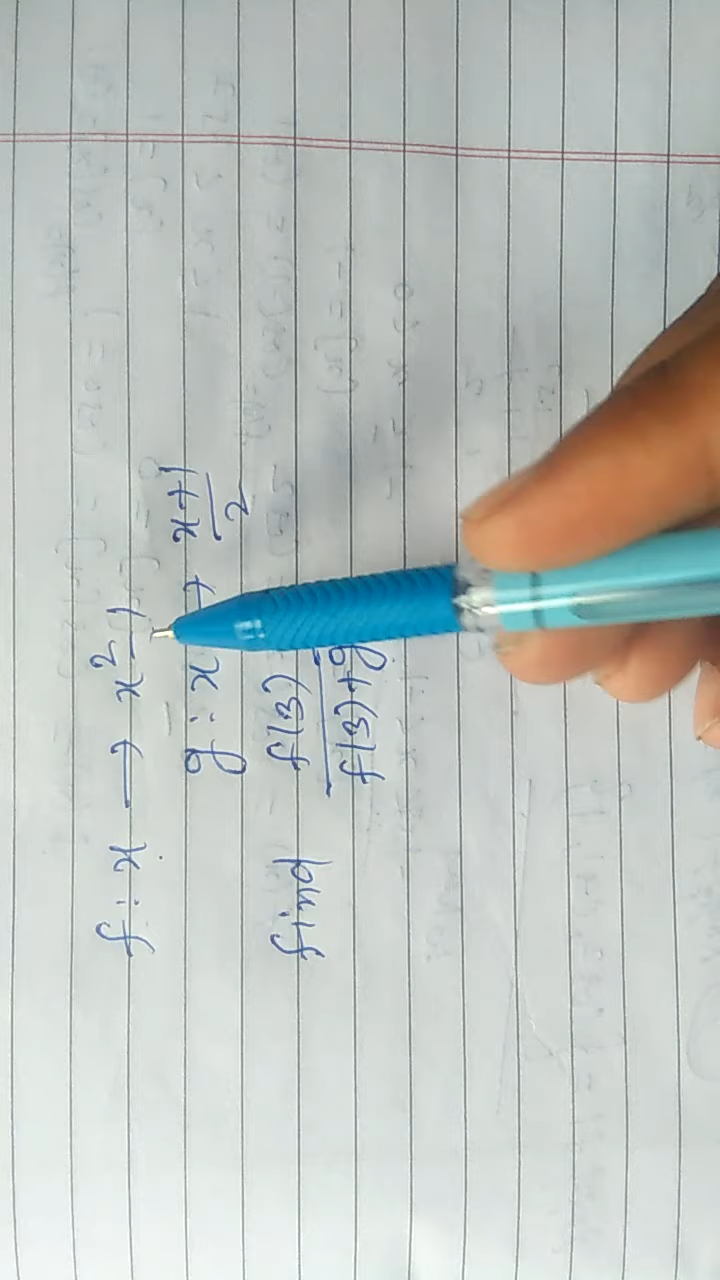 f : x → x² - 1
g : x → x+1/2
find f(3)/f(3)+g